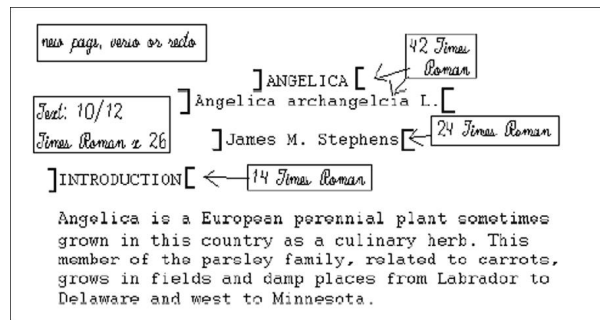 new page, verso or recto
42 Times
Roman
]ANGELICA[
]Angelica archangelcia L.[
Text: 10/12
Times Roman x 26
]James M. Stephens[
24 Times Roman
]INTRODUCTION[
14 Times Roman
Angelica is a European perennial plant sometimes
grown in this country as a culinary herb. This
member of the parsley family, related to carrots,
grows in fields and damp places from Labrador to
Delaware and west to Minnesota.